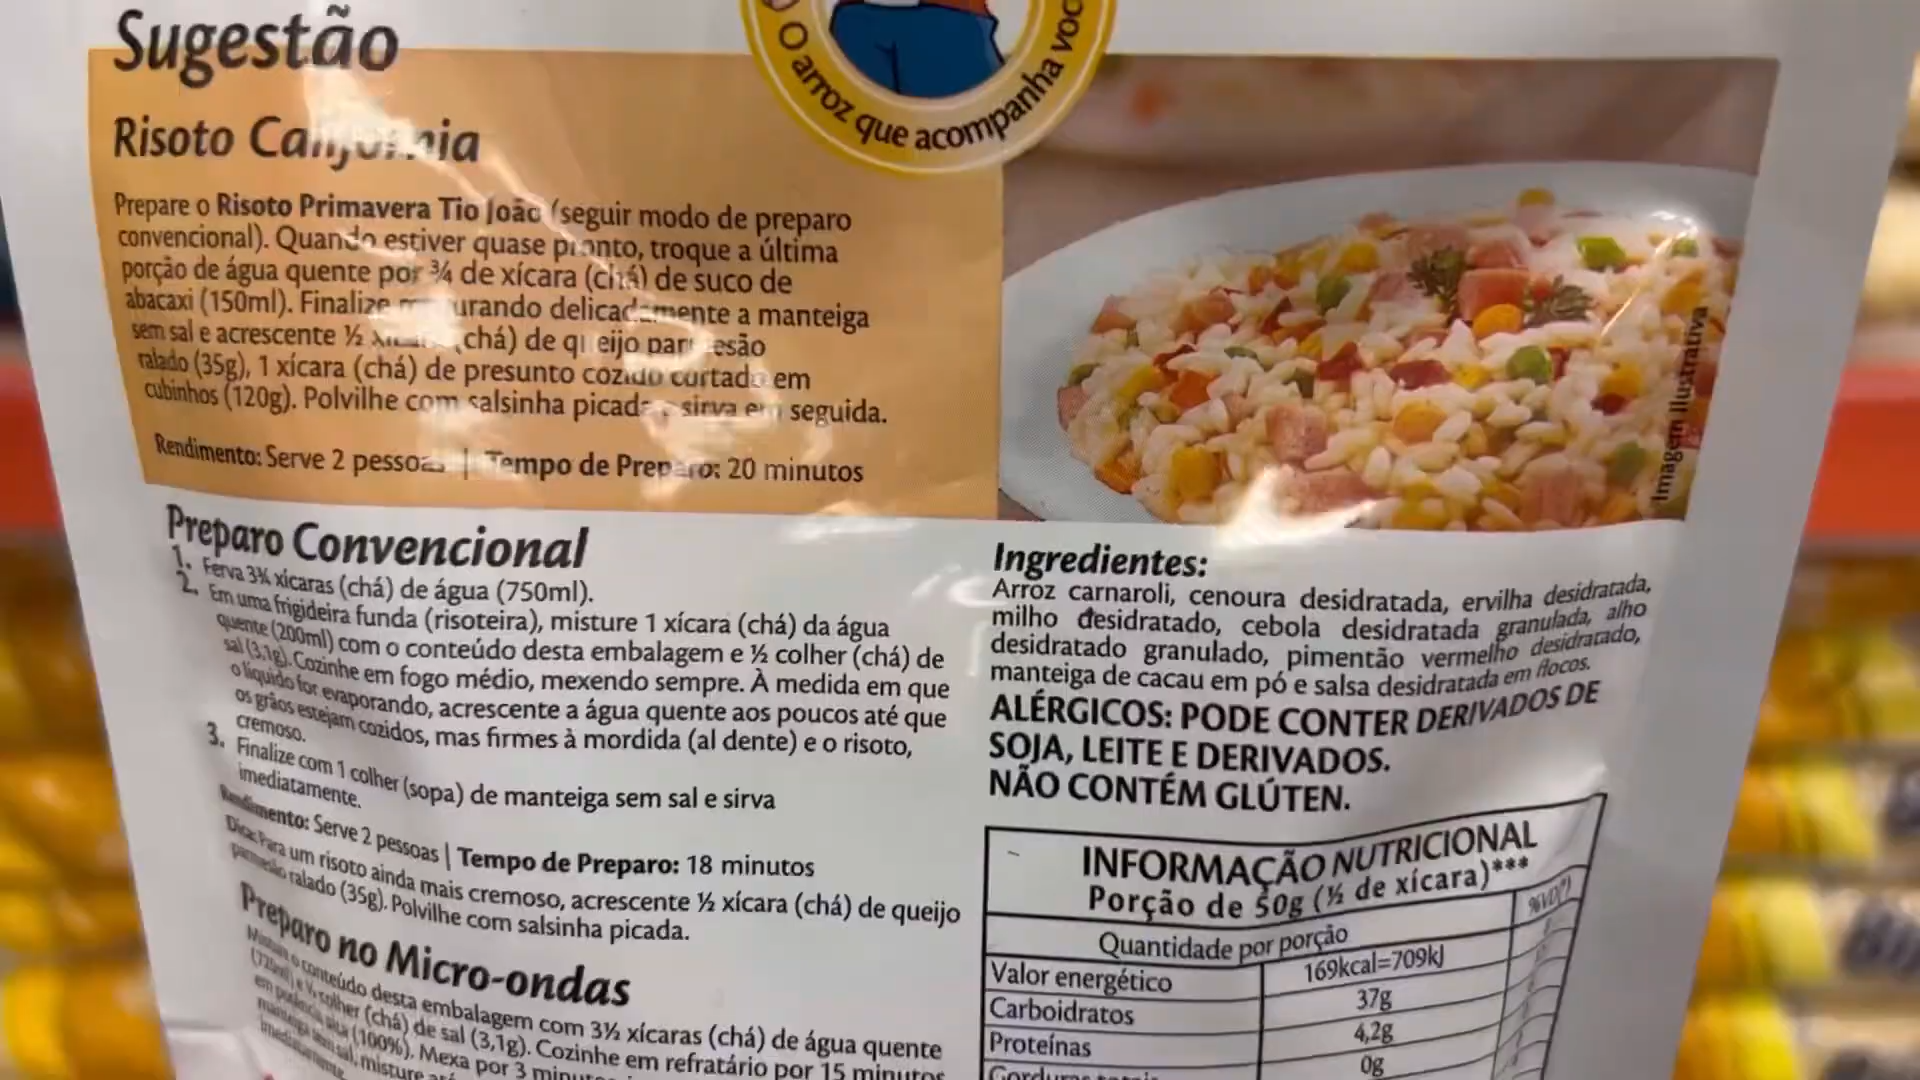 O arroz que acompanha
Sugestão
Risoto California
Prepare o Risoto Primavera Tio João (seguir modo de preparo
convencional). Quando estiver quase pronto, troque a última
porção de água quente por ¾ de xícara (chá) de suco de
abacaxi (150ml). Finalize delicadamente a manteiga
sem sal e acrescente ½ (chá) de queijo parmesão
ralado (35g), 1 xícara (chá) de presunto cozido cortado em
cubinhos (120g). Polvilhe com salsinha picada e sirva em seguida.
Rendimento: Serve 2 pessoas | Tempo de Preparo: 20 minutos
Imagem Ilustrativa
Preparo Convencional
1. Ferva 3¾ xícaras (chá) de água (750ml).
2. Em uma frigideira funda (risoteira), misture 1 xícara (chá) da água
quente (200ml) com o conteúdo desta embalagem e ½ colher (chá) de
sal (3,1g). Cozinhe em fogo médio, mexendo sempre. À medida em que
o líquido for evaporando, acrescente a água quente aos poucos até que
os grãos estejam cozidos, mas firmes à mordida (al dente) e o risoto,
cremoso.
3. Finalize com 1 colher (sopa) de manteiga sem sal e sirva
imediatamente.
Rendimento: Serve 2 pessoas | Tempo de Preparo: 18 minutos
Dica: Para um risoto ainda mais cremoso, acrescente ½ xícara (chá) de queijo
parmesão ralado (35g). Polvilhe com salsinha picada.
Preparo no Micro-ondas
Misture o conteúdo desta embalagem com 3½ xícaras (chá) de água quente
e ½ colher (chá) de sal (3,1g). Cozinhe em refratário por 15 minutos
em potência alta (100%). Mexa por 3
manteiga sem sal, misture
Ingredientes:
Arroz carnaroli, cenoura desidratada, ervilha desidratada,
milho desidratado, cebola desidratada granulada, alho
desidratado granulado, pimentão vermelho desidratado,
manteiga de cacau em pó e salsa desidratada em flocos.
ALÉRGICOS: PODE CONTER DERIVADOS DE
SOJA, LEITE E DERIVADOS.
NÃO CONTÉM GLÚTEN.
INFORMAÇÃO NUTRICIONAL
Porção de 50g (¼ de xícara)***
Quantidade por porção %VD(*)
Valor energético 169kcal=709kJ
Carboidratos 37g
Proteínas 4,2g
0g